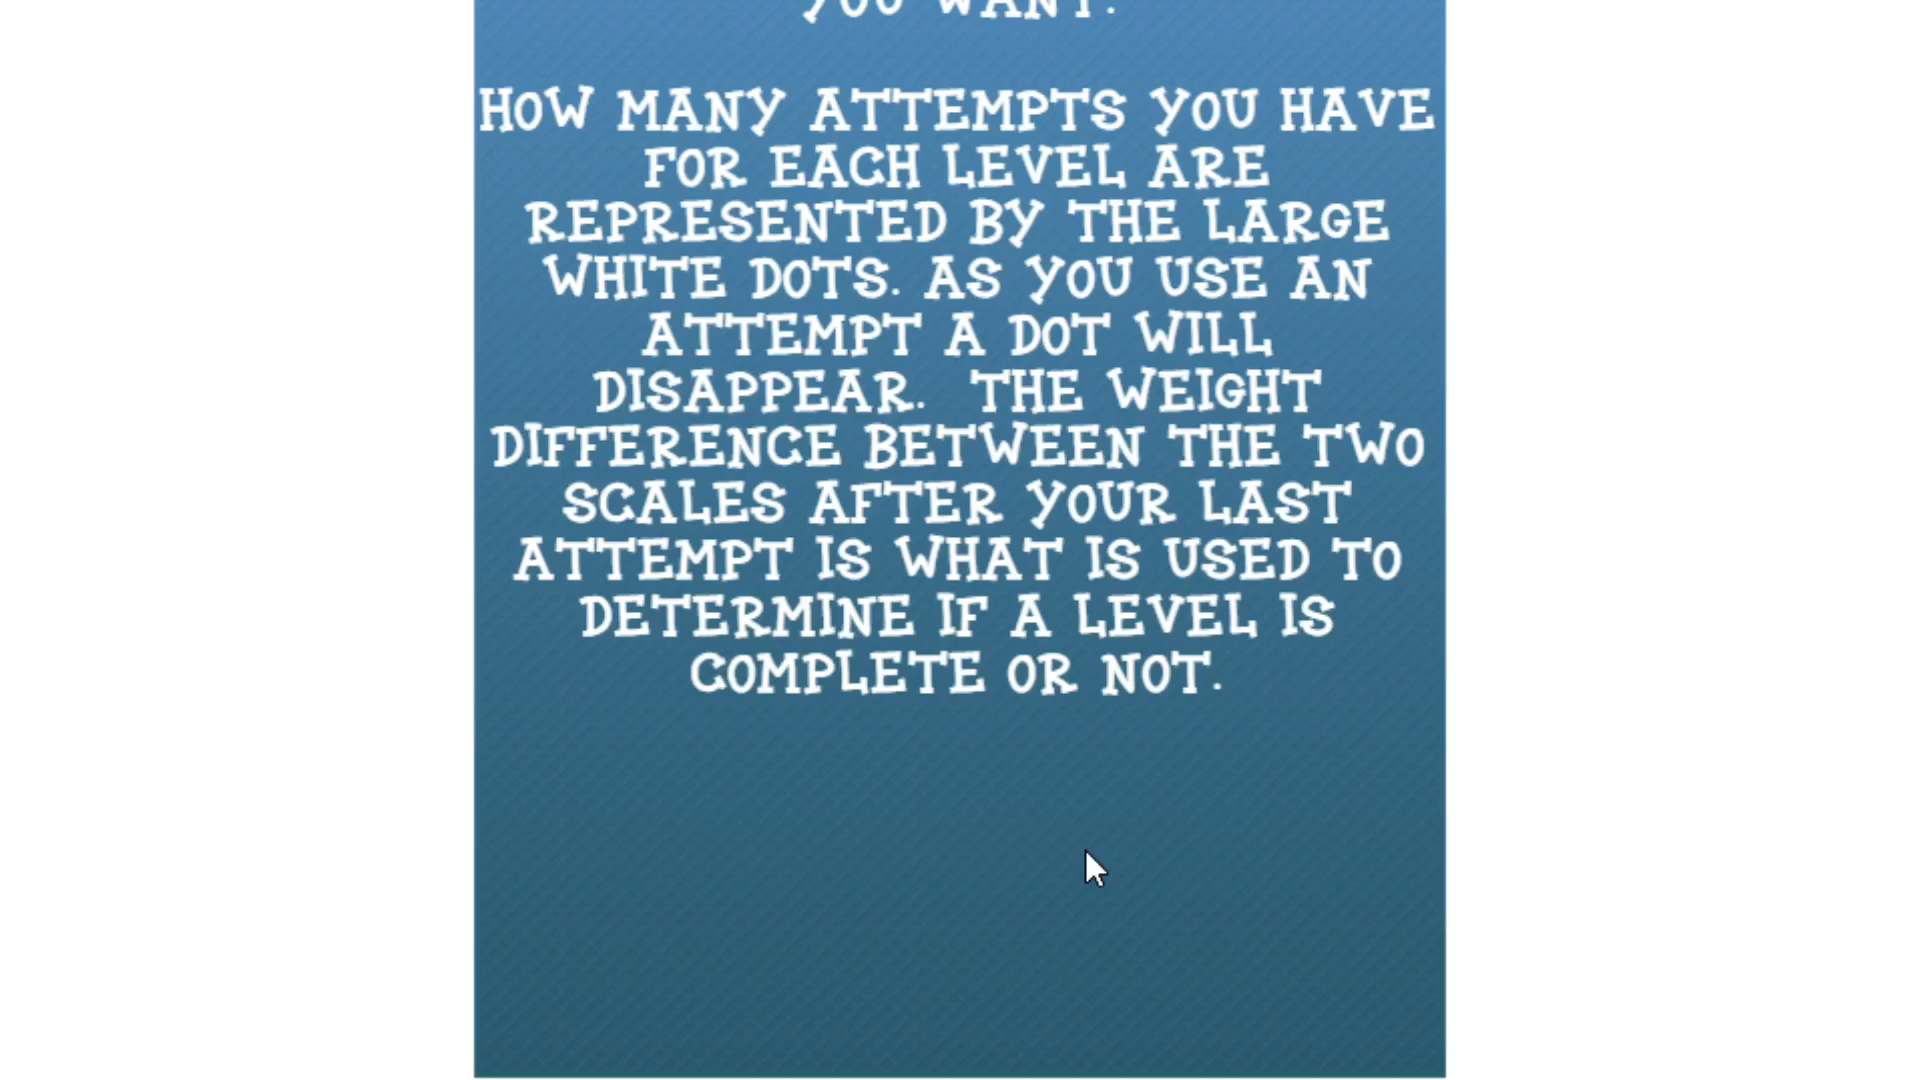 YOU WANT.
HOW MANY ATTEMPTS YOU HAVE
FOR EACH LEVEL ARE
REPRESENTED BY THE LARGE
WHITE DOTS. AS YOU USE AN
ATTEMPT A DOT WILL
DISAPPEAR.  THE WEIGHT
DIFFERENCE BETWEEN THE TWO
SCALES AFTER YOUR LAST
ATTEMPT IS WHAT IS USED TO
DETERMINE IF A LEVEL IS
COMPLETE OR NOT.